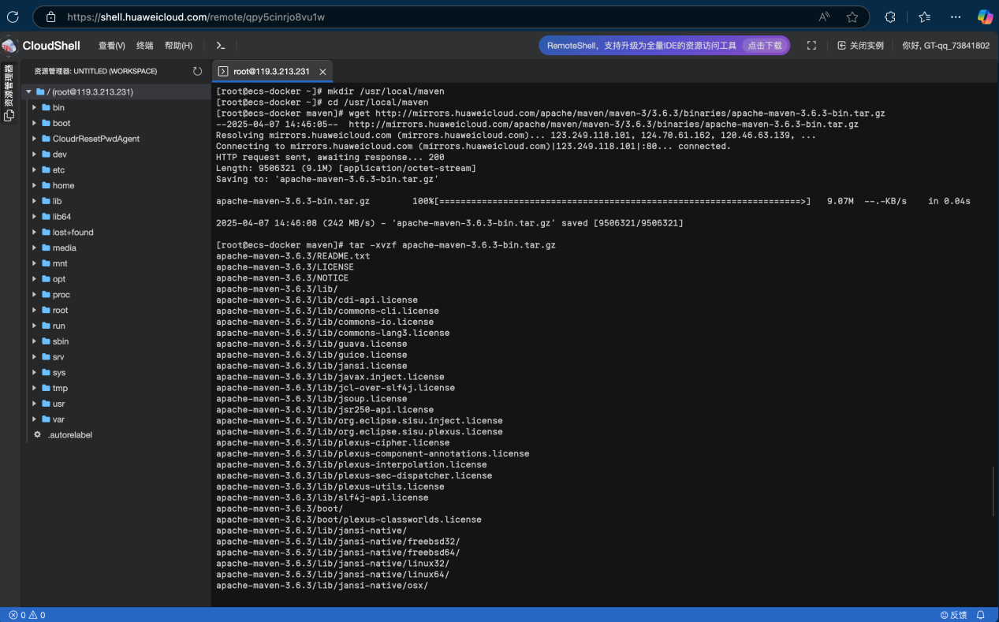 https://shell.huaweicloud.com/remote/qpy5cinrjo8vu1w
CloudShell 查看(V) 终端 帮助(H) RemoteShell，支持升级为全量IDE的资源访问工具 点击下载 关闭实例 你好, GT-qq_73841802
资源管理器
资源管理器: UNTITLED (WORKSPACE)
root@119.3.213.231
/ (root@119.3.213.231)
bin
boot
CloudrResetPwdAgent
dev
etc
home
lib
lib64
lost+found
media
mnt
opt
proc
root
run
sbin
srv
sys
tmp
usr
var
.autorelabel
[root@ecs-docker ~]# mkdir /usr/local/maven
[root@ecs-docker ~]# cd /usr/local/maven
[root@ecs-docker maven]# wget http://mirrors.huaweicloud.com/apache/maven/maven-3/3.6.3/binaries/apache-maven-3.6.3-bin.tar.gz
--2025-04-07 14:46:05--  http://mirrors.huaweicloud.com/apache/maven/maven-3/3.6.3/binaries/apache-maven-3.6.3-bin.tar.gz
Resolving mirrors.huaweicloud.com (mirrors.huaweicloud.com)... 123.249.118.101, 124.70.61.162, 120.46.63.139, ...
Connecting to mirrors.huaweicloud.com (mirrors.huaweicloud.com)|123.249.118.101|:80... connected.
HTTP request sent, awaiting response... 200
Length: 9506321 (9.1M) [application/octet-stream]
Saving to: 'apache-maven-3.6.3-bin.tar.gz'
apache-maven-3.6.3-bin.tar.gz 100%[====================================================================>] 9.07M --.-KB/s in 0.04s
2025-04-07 14:46:08 (242 MB/s) - 'apache-maven-3.6.3-bin.tar.gz' saved [9506321/9506321]
[root@ecs-docker maven]# tar -xvzf apache-maven-3.6.3-bin.tar.gz
apache-maven-3.6.3/README.txt
apache-maven-3.6.3/LICENSE
apache-maven-3.6.3/NOTICE
apache-maven-3.6.3/lib/
apache-maven-3.6.3/lib/cdi-api.license
apache-maven-3.6.3/lib/commons-cli.license
apache-maven-3.6.3/lib/commons-io.license
apache-maven-3.6.3/lib/commons-lang3.license
apache-maven-3.6.3/lib/guava.license
apache-maven-3.6.3/lib/guice.license
apache-maven-3.6.3/lib/jansi.license
apache-maven-3.6.3/lib/javax.inject.license
apache-maven-3.6.3/lib/jcl-over-slf4j.license
apache-maven-3.6.3/lib/jsoup.license
apache-maven-3.6.3/lib/jsr250-api.license
apache-maven-3.6.3/lib/org.eclipse.sisu.inject.license
apache-maven-3.6.3/lib/org.eclipse.sisu.plexus.license
apache-maven-3.6.3/lib/plexus-cipher.license
apache-maven-3.6.3/lib/plexus-component-annotations.license
apache-maven-3.6.3/lib/plexus-interpolation.license
apache-maven-3.6.3/lib/plexus-sec-dispatcher.license
apache-maven-3.6.3/lib/plexus-utils.license
apache-maven-3.6.3/lib/slf4j-api.license
apache-maven-3.6.3/boot/
apache-maven-3.6.3/boot/plexus-classworlds.license
apache-maven-3.6.3/lib/jansi-native/
apache-maven-3.6.3/lib/jansi-native/freebsd32/
apache-maven-3.6.3/lib/jansi-native/freebsd64/
apache-maven-3.6.3/lib/jansi-native/linux32/
apache-maven-3.6.3/lib/jansi-native/linux64/
apache-maven-3.6.3/lib/jansi-native/osx/
0 0 反馈